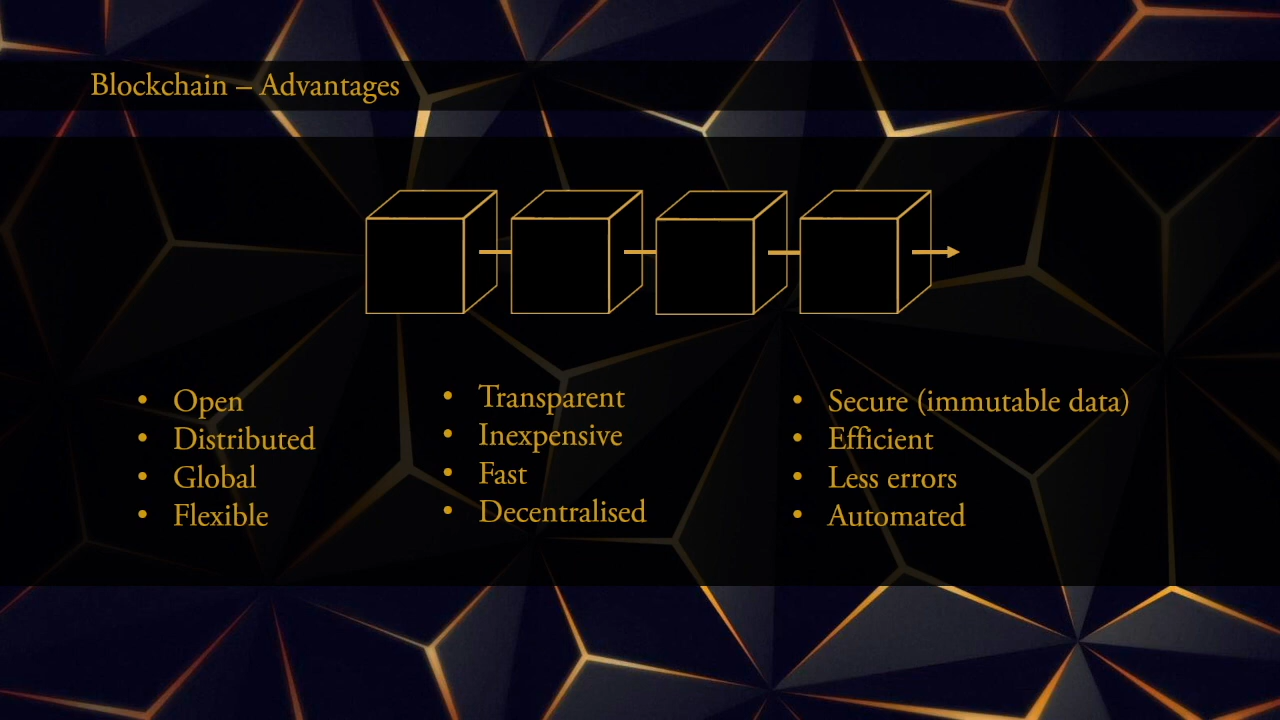 Blockchain – Advantages
• Open
• Distributed
• Global
• Flexible
• Transparent
• Inexpensive
• Fast
• Decentralised
• Secure (immutable data)
• Efficient
• Less errors
• Automated